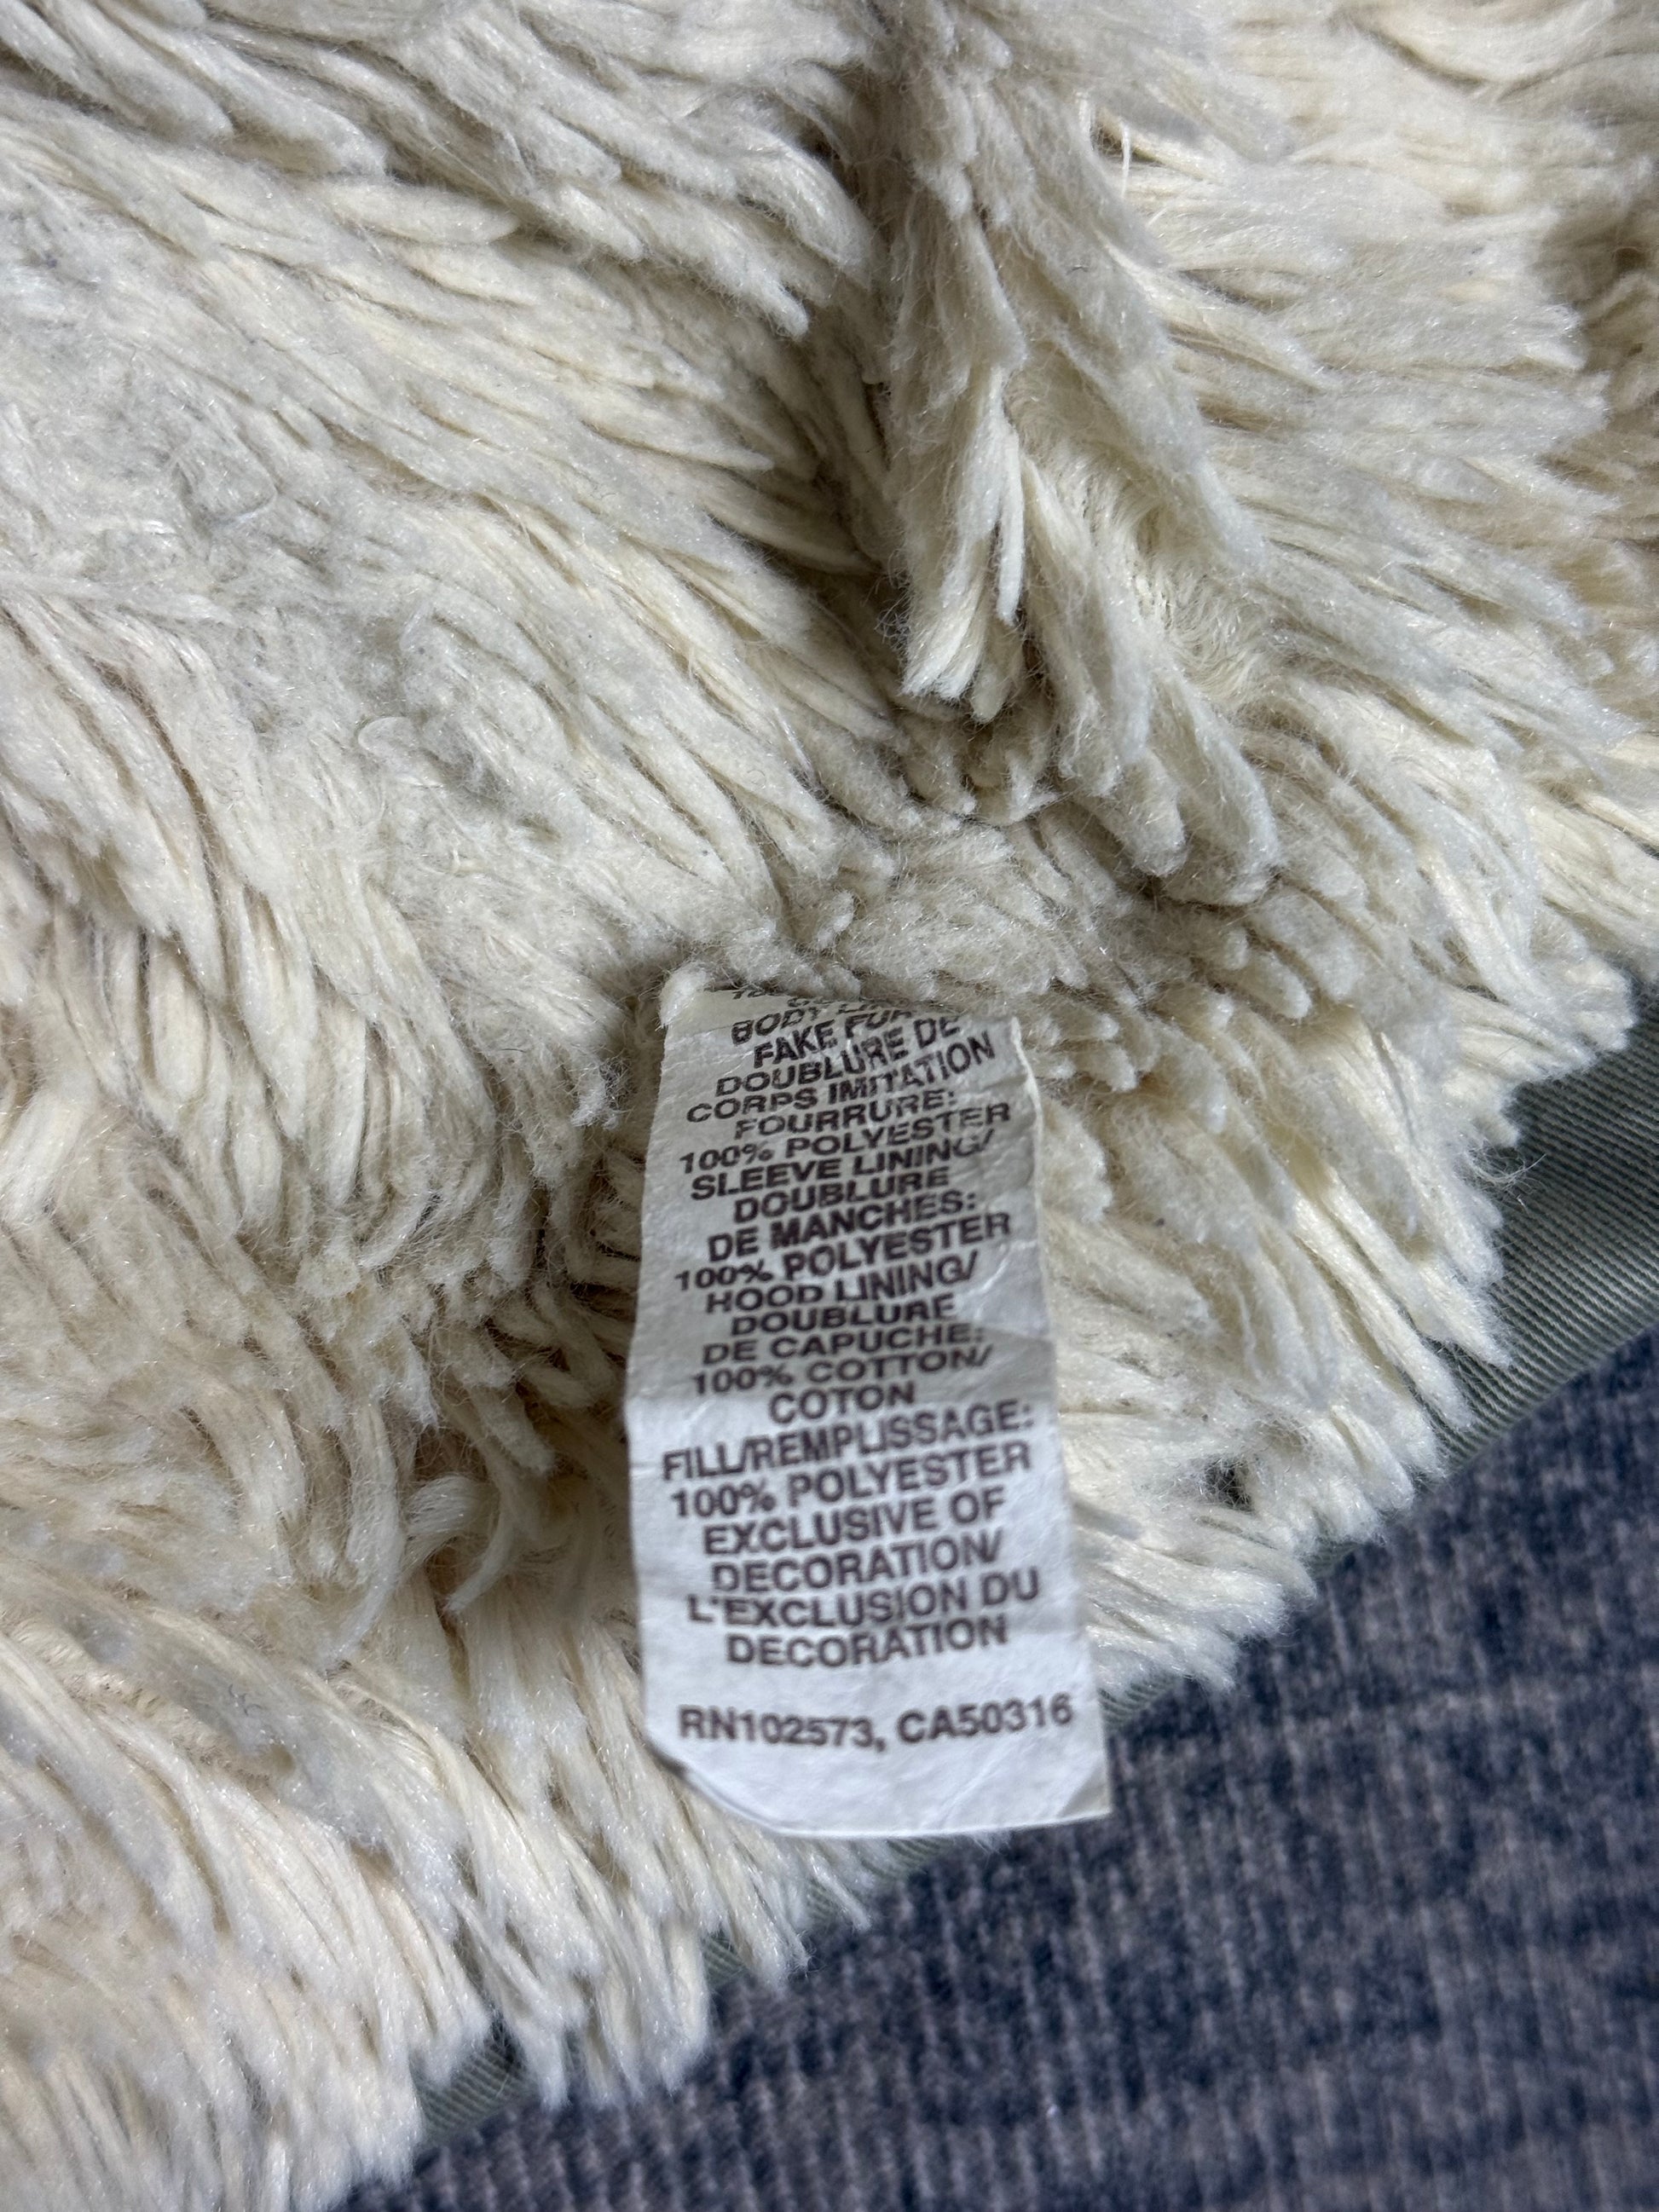 BODY
FAKE FUR
DOUBLURE DE
CORPS IMITATION
FOURRURE:
100% POLYESTER
SLEEVE LINING/
DOUBLURE
DE MANCHES:
100% POLYESTER
HOOD LINING/
DOUBLURE
DE CAPUCHE:
100% COTTON/
COTON
FILL/REMPLISSAGE:
100% POLYESTER
EXCLUSIVE OF
DECORATION/
L'EXCLUSION DU
DECORATION
RN102573, CA50316